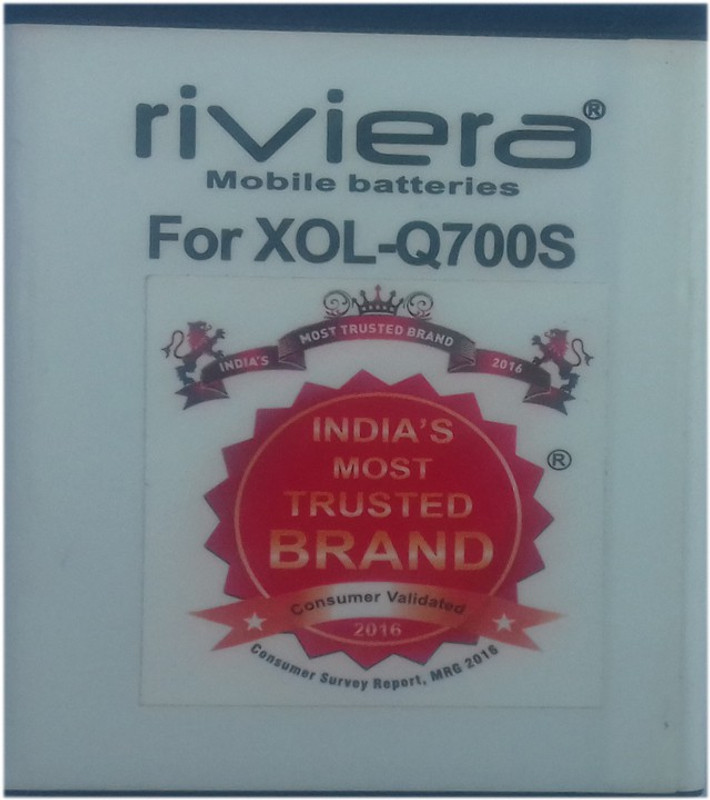 riviera®
Mobile batteries
For XOL-Q700S
INDIA'S MOST TRUSTED BRAND 2016
INDIA'S
MOST
TRUSTED
BRAND
®
Consumer Validated
2016
Consumer Survey Report, MRG 2016